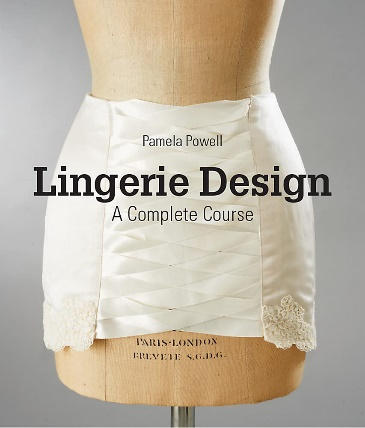 Pamela Powell
Lingerie Design
A Complete Course
PARIS-LONDON
BREVETE S.G.D.G.